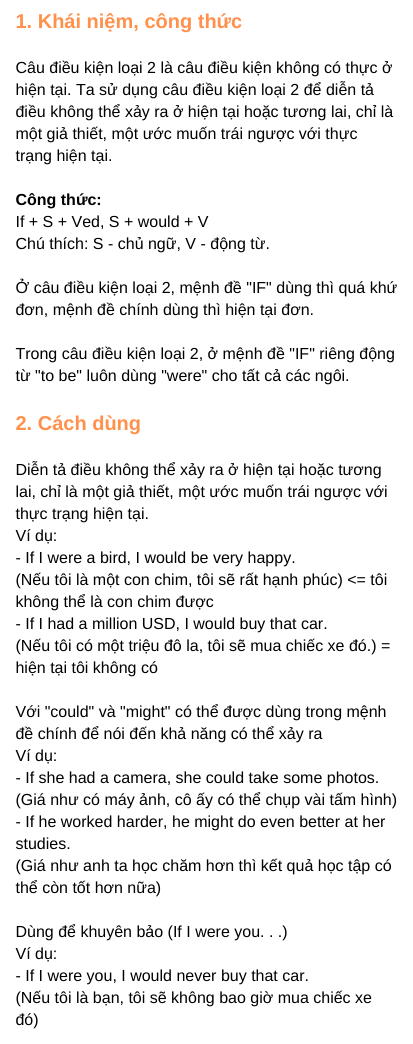 1. Khái niệm, công thức
Câu điều kiện loại 2 là câu điều kiện không có thực ở
hiện tại. Ta sử dụng câu điều kiện loại 2 để diễn tả
điều không thể xảy ra ở hiện tại hoặc tương lai, chỉ là
một giả thiết, một ước muốn trái ngược với thực
trạng hiện tại.
Công thức:
If + S + Ved, S + would + V
Chú thích: S - chủ ngữ, V - động từ.
Ở câu điều kiện loại 2, mệnh đề "IF" dùng thì quá khứ
đơn, mệnh đề chính dùng thì hiện tại đơn.
Trong câu điều kiện loại 2, ở mệnh đề "IF" riêng động
từ "to be" luôn dùng "were" cho tất cả các ngôi.
2. Cách dùng
Diễn tả điều không thể xảy ra ở hiện tại hoặc tương
lai, chỉ là một giả thiết, một ước muốn trái ngược với
thực trạng hiện tại.
Ví dụ:
- If I were a bird, I would be very happy.
(Nếu tôi là một con chim, tôi sẽ rất hạnh phúc) <= tôi
không thể là con chim được
- If I had a million USD, I would buy that car.
(Nếu tôi có một triệu đô la, tôi sẽ mua chiếc xe đó.) =
hiện tại tôi không có
Với "could" và "might" có thể được dùng trong mệnh
đề chính để nói đến khả năng có thể xảy ra
Ví dụ:
- If she had a camera, she could take some photos.
(Giá như có máy ảnh, cô ấy có thể chụp vài tấm hình)
- If he worked harder, he might do even better at her
studies.
(Giá như anh ta học chăm hơn thì kết quả học tập có
thể còn tốt hơn nữa)
Dùng để khuyên bảo (If I were you. . .)
Ví dụ:
- If I were you, I would never buy that car.
(Nếu tôi là bạn, tôi sẽ không bao giờ mua chiếc xe
đó)